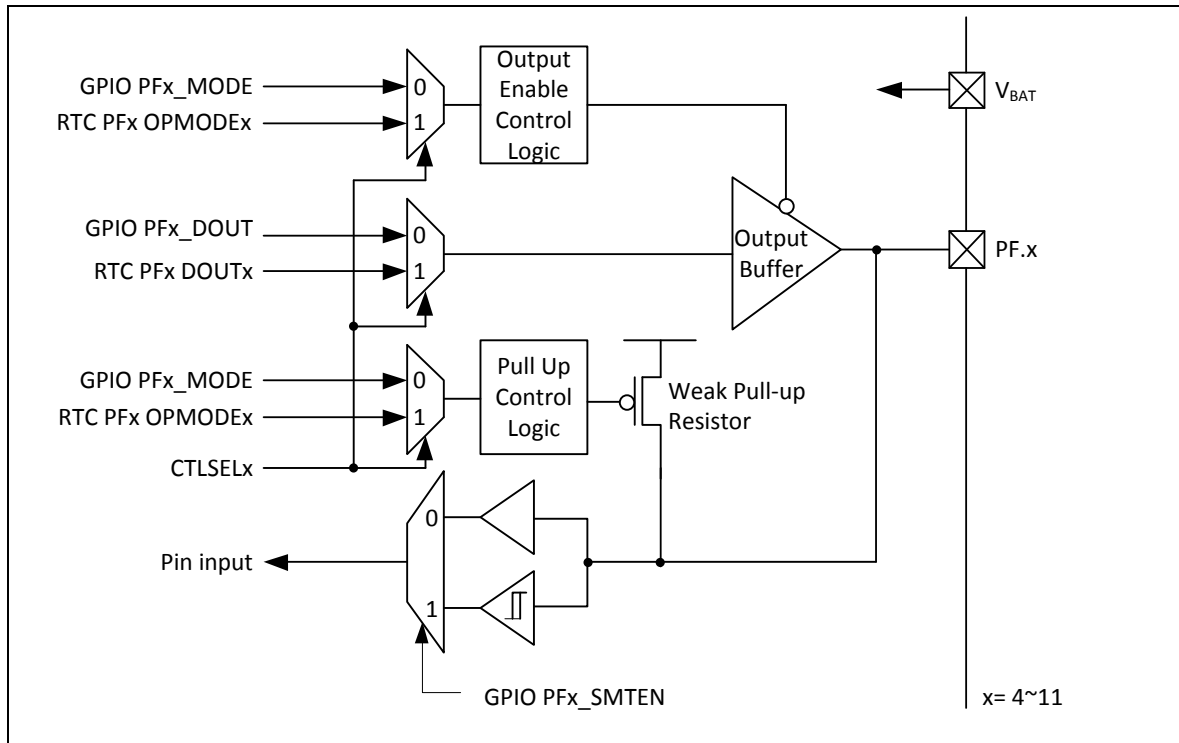 GPIO PFx_MODE
RTC PFx OPMODEx
0
1
Output
Enable
Control
Logic
V_BAT
GPIO PFx_DOUT
RTC PFx DOUTx
0
1
Output
Buffer
PF.x
GPIO PFx_MODE
RTC PFx OPMODEx
0
1
Pull Up
Control
Logic
Weak Pull-up
Resistor
CTLSELx
0
Pin input
1
GPIO PFx_SMTEN
x= 4~11